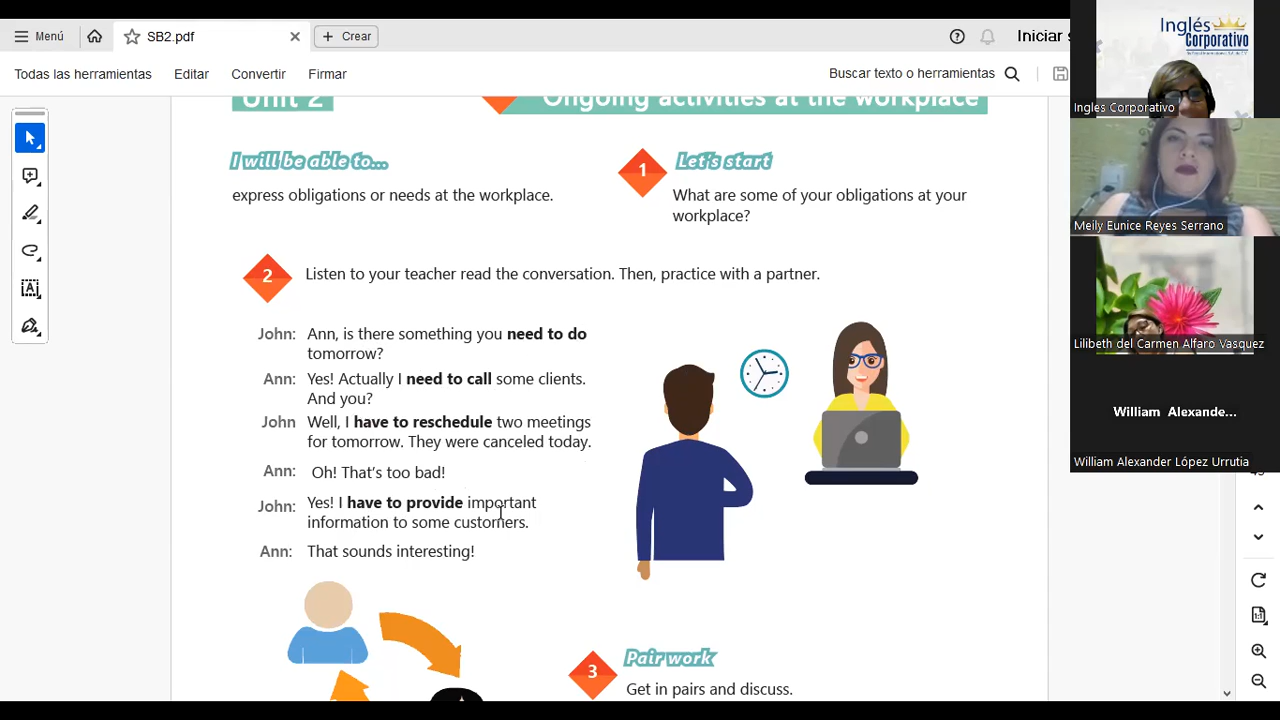 Menú
SB2.pdf
Crear
Iniciar s
Todas las herramientas
Editar
Convertir
Firmar
Buscar texto o herramientas
Unit 2
Ongoing activities at the workplace
I will be able to...
express obligations or needs at the workplace.
1
Let's start
What are some of your obligations at your
workplace?
2
Listen to your teacher read the conversation. Then, practice with a partner.
John: Ann, is there something you need to do
tomorrow?
Ann: Yes! Actually I need to call some clients.
And you?
John Well, I have to reschedule two meetings
for tomorrow. They were canceled today.
Ann: Oh! That's too bad!
John: Yes! I have to provide important
information to some customers.
Ann: That sounds interesting!
3
Pair work
Get in pairs and discuss.
Inglés
Corporativo
Ingles Corporativo
Meily Eunice Reyes Serrano
Lilibeth del Carmen Alfaro Vasquez
William Alexande...
William Alexander López Urrutia